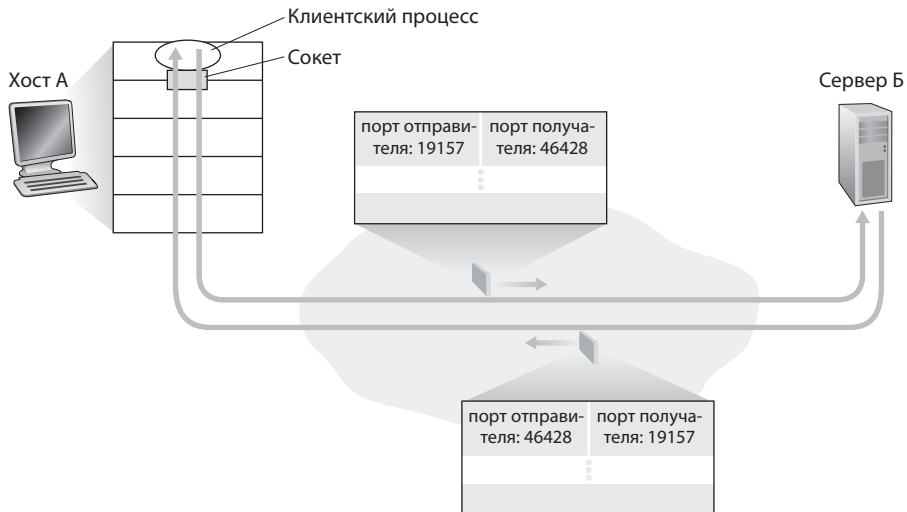 Клиентский процесс
Сокет
Хост А
Сервер Б
порт отправи-
теля: 19157
порт получа-
теля: 46428
порт отправи-
теля: 46428
порт получа-
теля: 19157